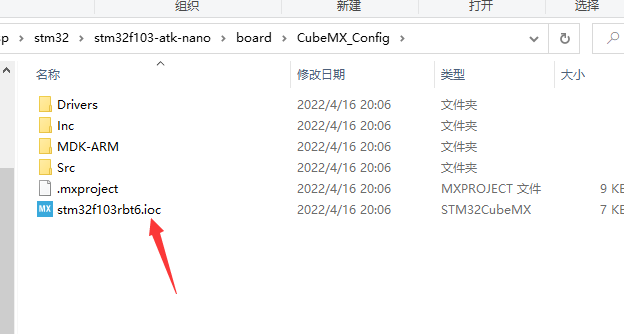 组织 新建 打开 选择
sp > stm32 > stm32f103-atk-nano > board > CubeMX_Config >
名称 修改日期 类型 大小
Drivers 2022/4/16 20:06 文件夹
Inc 2022/4/16 20:06 文件夹
MDK-ARM 2022/4/16 20:06 文件夹
Src 2022/4/16 20:06 文件夹
.mxproject 2022/4/16 20:06 MXPROJECT 文件 9 KB
MX stm32f103rbt6.ioc 2022/4/16 20:06 STM32CubeMX 7 KB